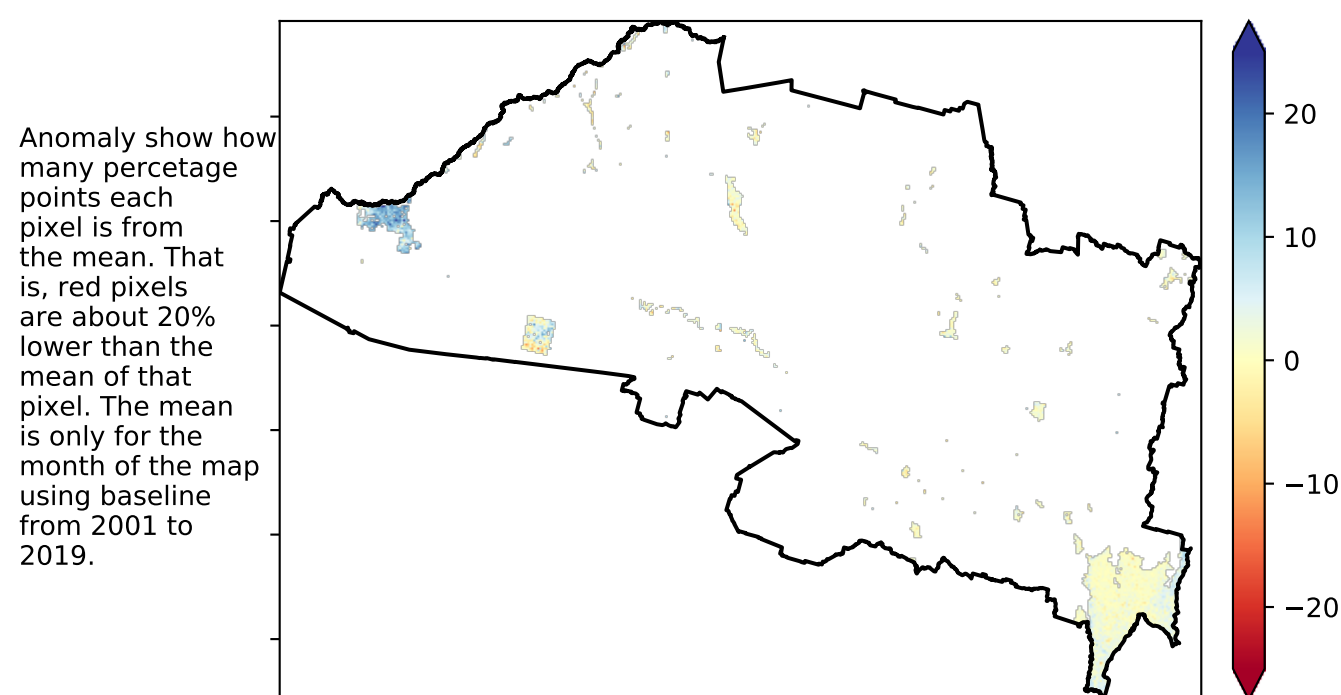 Anomaly show how
many percetage
points each
pixel is from
the mean. That
is, red pixels
are about 20%
lower than the
mean of that
pixel. The mean
is only for the
month of the map
using baseline
from 2001 to
2019.
20
10
0
−10
−20